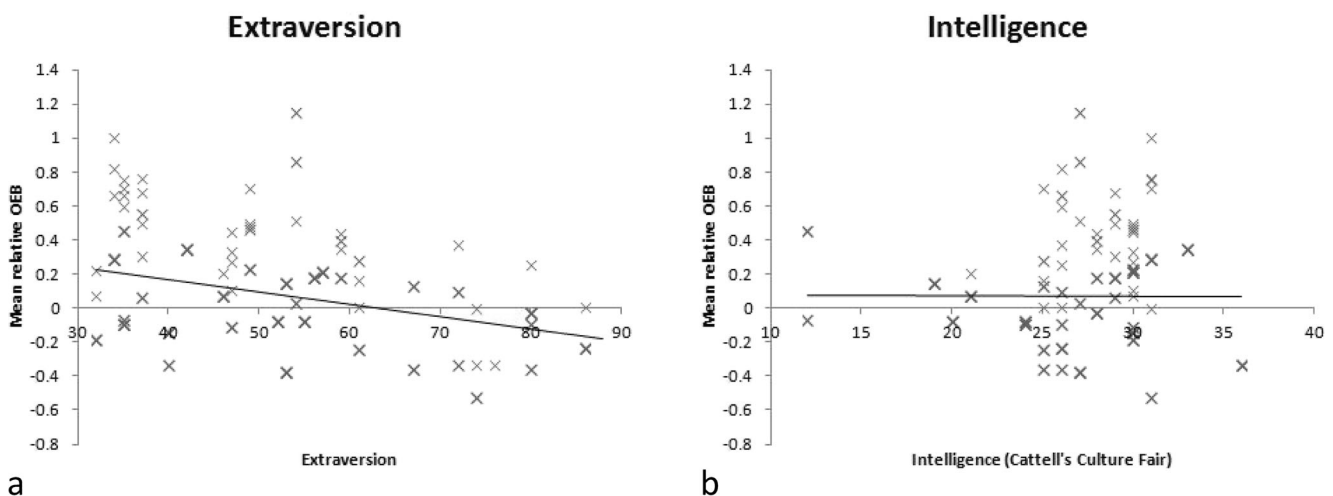 Extraversion
1.4
1.2
1
0.8
0.6
0.4
0.2
0
-0.2
-0.4
-0.6
-0.8
30 40 50 60 70 80 90
Mean relative OEB
Extraversion
a
Intelligence
1.4
1.2
1
0.8
0.6
0.4
0.2
0
-0.2
-0.4
-0.6
-0.8
10 15 20 25 30 35 40
Mean relative OEB
Intelligence (Cattell's Culture Fair)
b